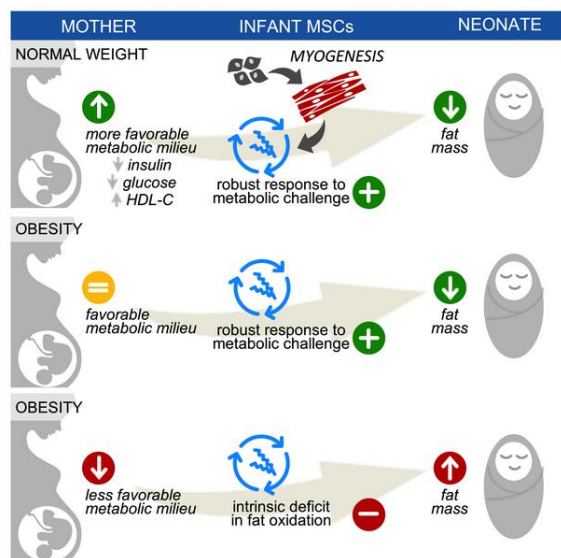 MOTHER INFANT MSCs NEONATE
NORMAL WEIGHT
MYOGENESIS
more favorable
metabolic milieu
insulin
glucose
HDL-C
robust response to
metabolic challenge
fat
mass
OBESITY
favorable
metabolic milieu
robust response to
metabolic challenge
fat
mass
OBESITY
less favorable
metabolic milieu
intrinsic deficit
in fat oxidation
fat
mass